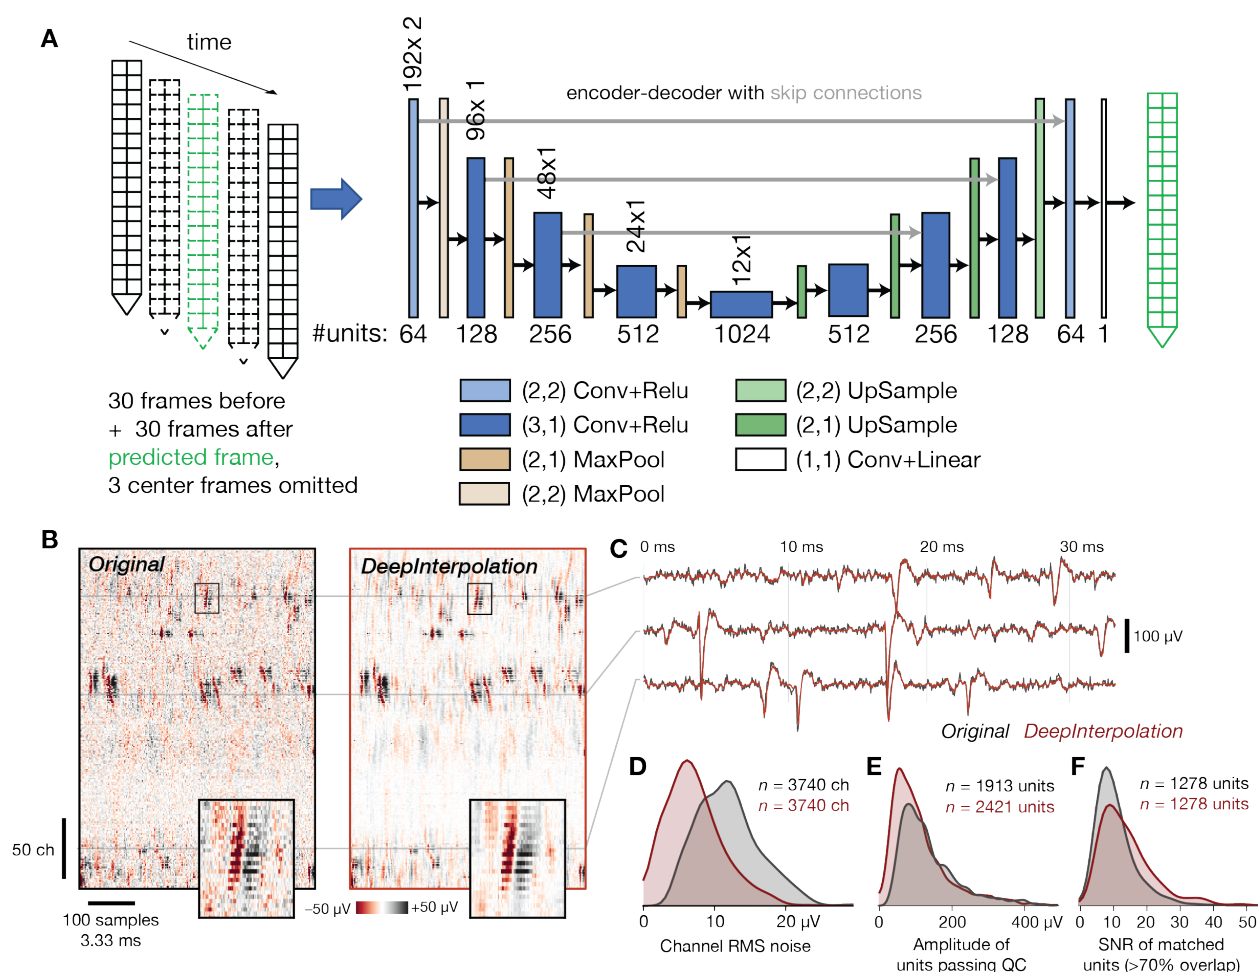 A
time
192x 2
96x 1
48x1
24x1
12x1
encoder-decoder with skip connections
#units: 64 128 256 512 1024 512 256 128 64 1
30 frames before
+ 30 frames after
predicted frame,
3 center frames omitted
(2,2) Conv+Relu
(3,1) Conv+Relu
(2,1) MaxPool
(2,2) MaxPool
(2,2) UpSample
(2,1) UpSample
(1,1) Conv+Linear
B
Original
DeepInterpolation
50 ch
100 samples
3.33 ms
−50 µV
+50 µV
C
0 ms 10 ms 20 ms 30 ms
100 µV
Original DeepInterpolation
D
n = 3740 ch
n = 3740 ch
0 10 20 µV
Channel RMS noise
E
n = 1913 units
n = 2421 units
0 200 400 µV
Amplitude of
units passing QC
F
n = 1278 units
n = 1278 units
0 10 20 30 40 50
SNR of matched
units (>70% overlap)